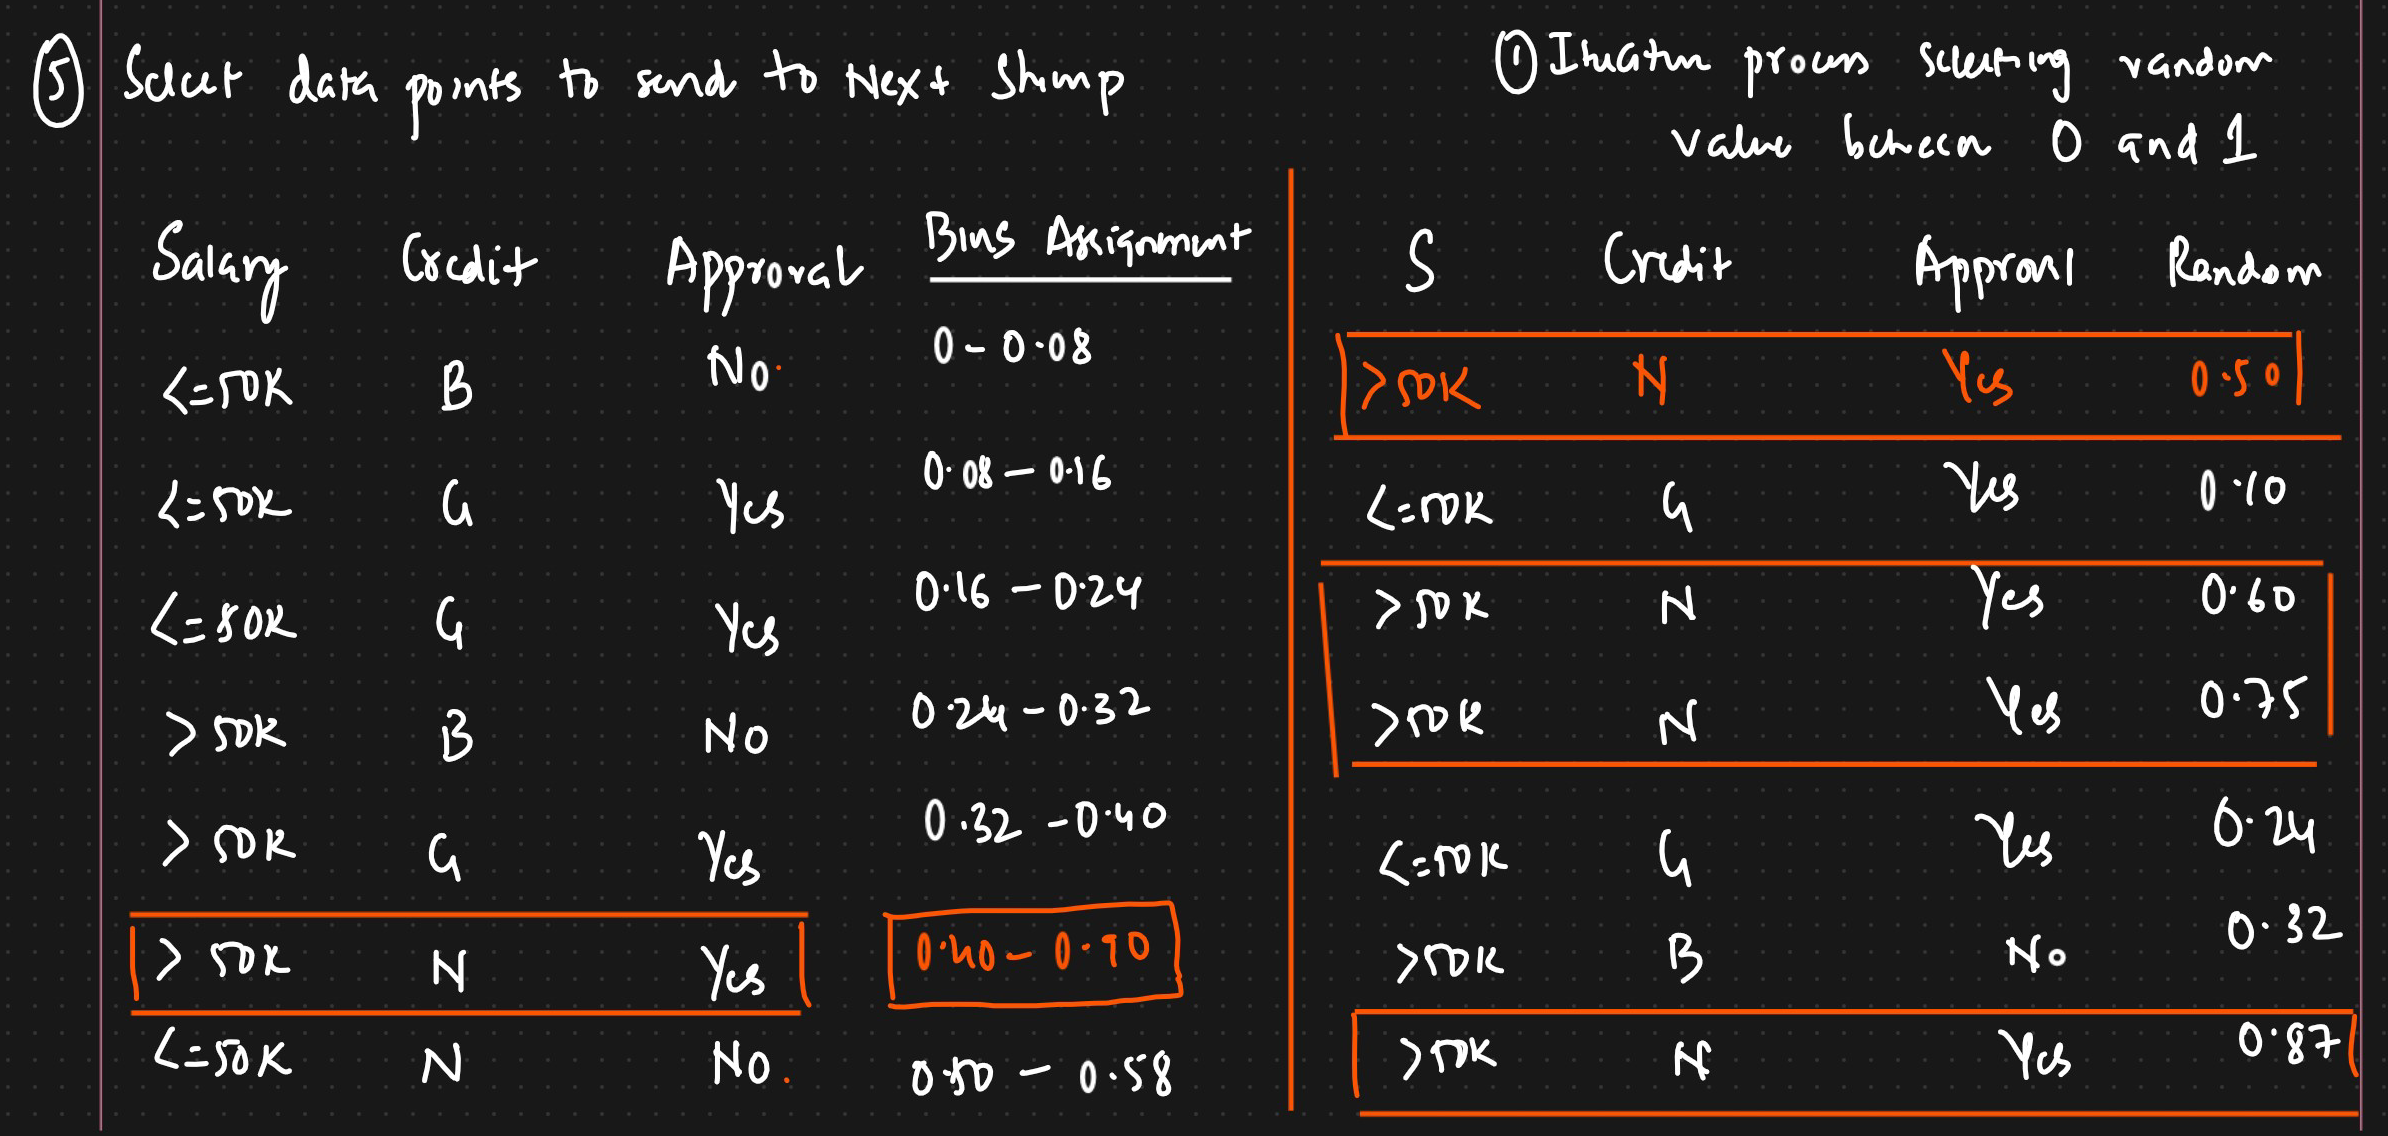 ⑤ Select data points to send to Next Stump
Salary Credit Approval Bins Assignment
<=50K B No 0 - 0.08
<=50K G Yes 0.08 - 0.16
<=50K G Yes 0.16 - 0.24
>50K B No 0.24 - 0.32
>50K G Yes 0.32 - 0.40
>50K N Yes 0.40 - 0.90
<=50K N No. - 0.58
① process selecting random
value between 0 and 1
S Credit Approval Random
>50K N Yes 0.50
<=50K G Yes 0.10
>50K N Yes 0.60
>50K N Yes 0.75
<=50K G Yes 0.24
>50K B No 0.32
>50K N Yes 0.87